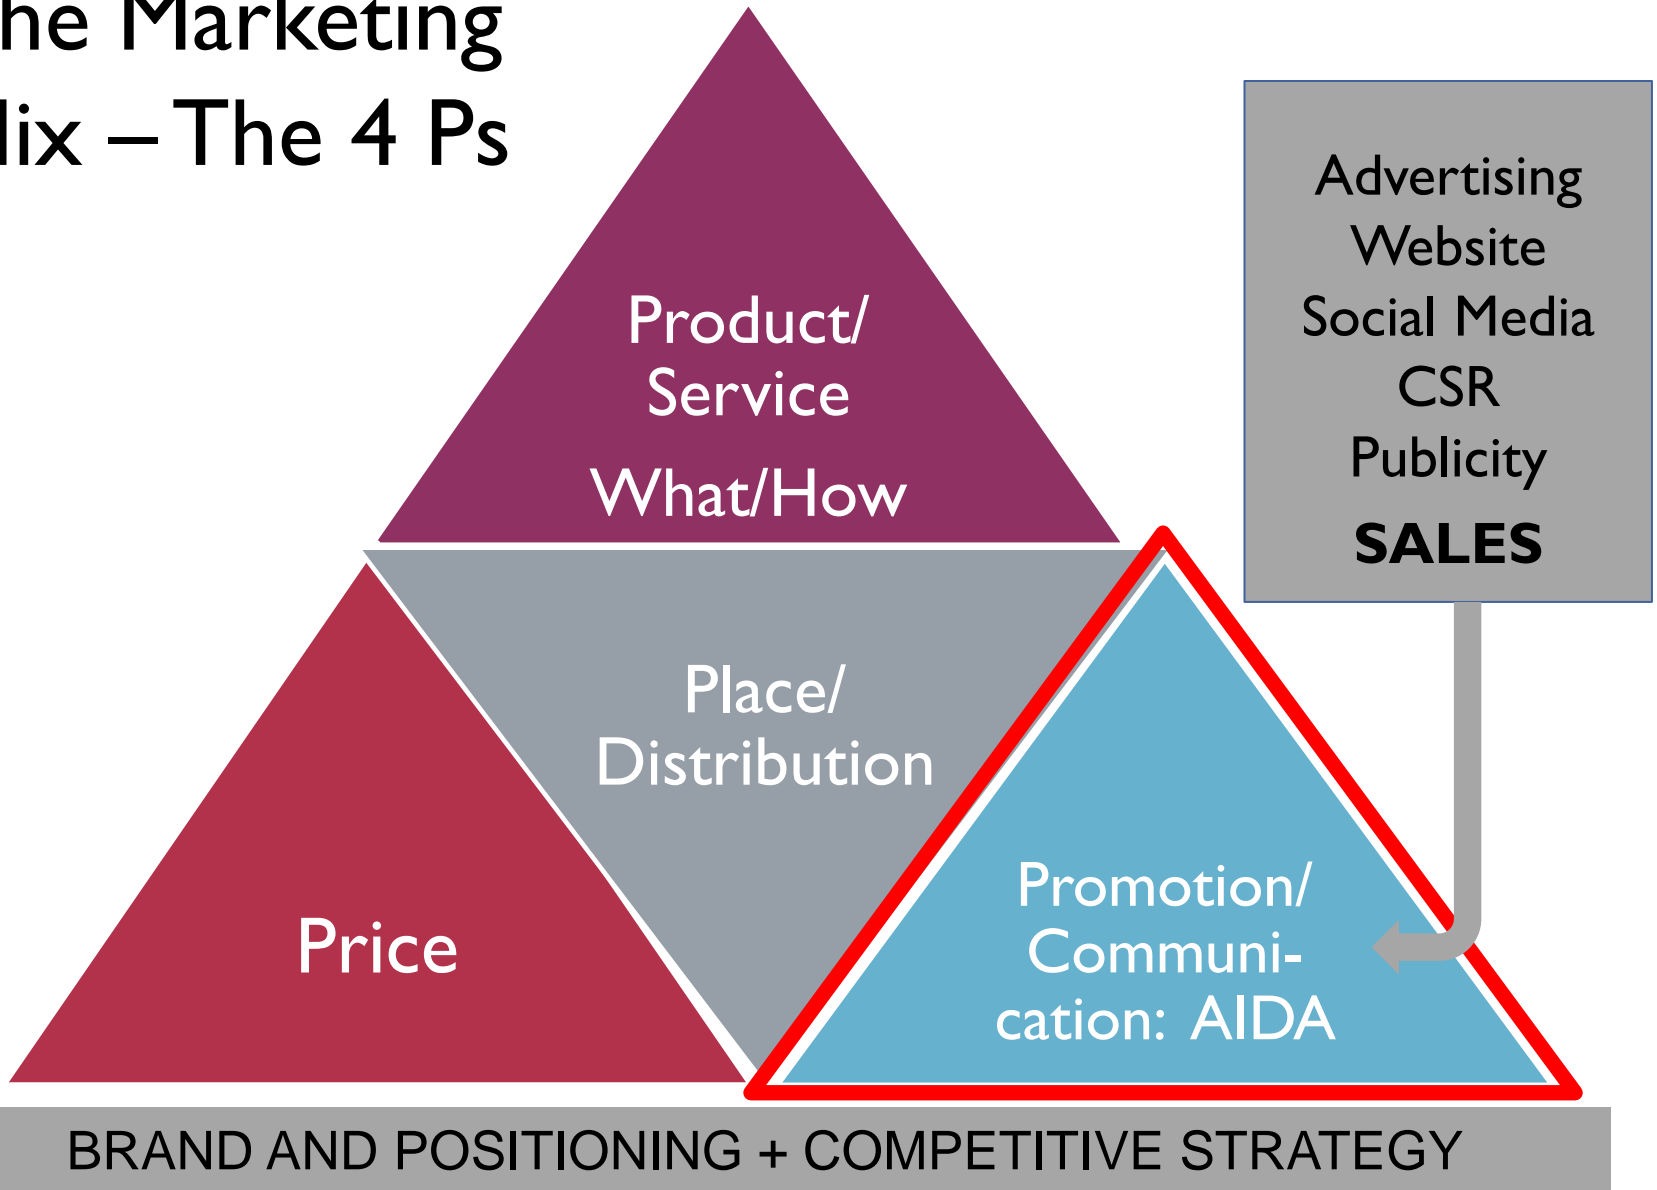 he Marketing
ix – The 4 Ps
Product/
Service
What/How
Place/
Distribution
Price
Promotion/
Communi-
cation: AIDA
Advertising
Website
Social Media
CSR
Publicity
SALES
BRAND AND POSITIONING + COMPETITIVE STRATEGY